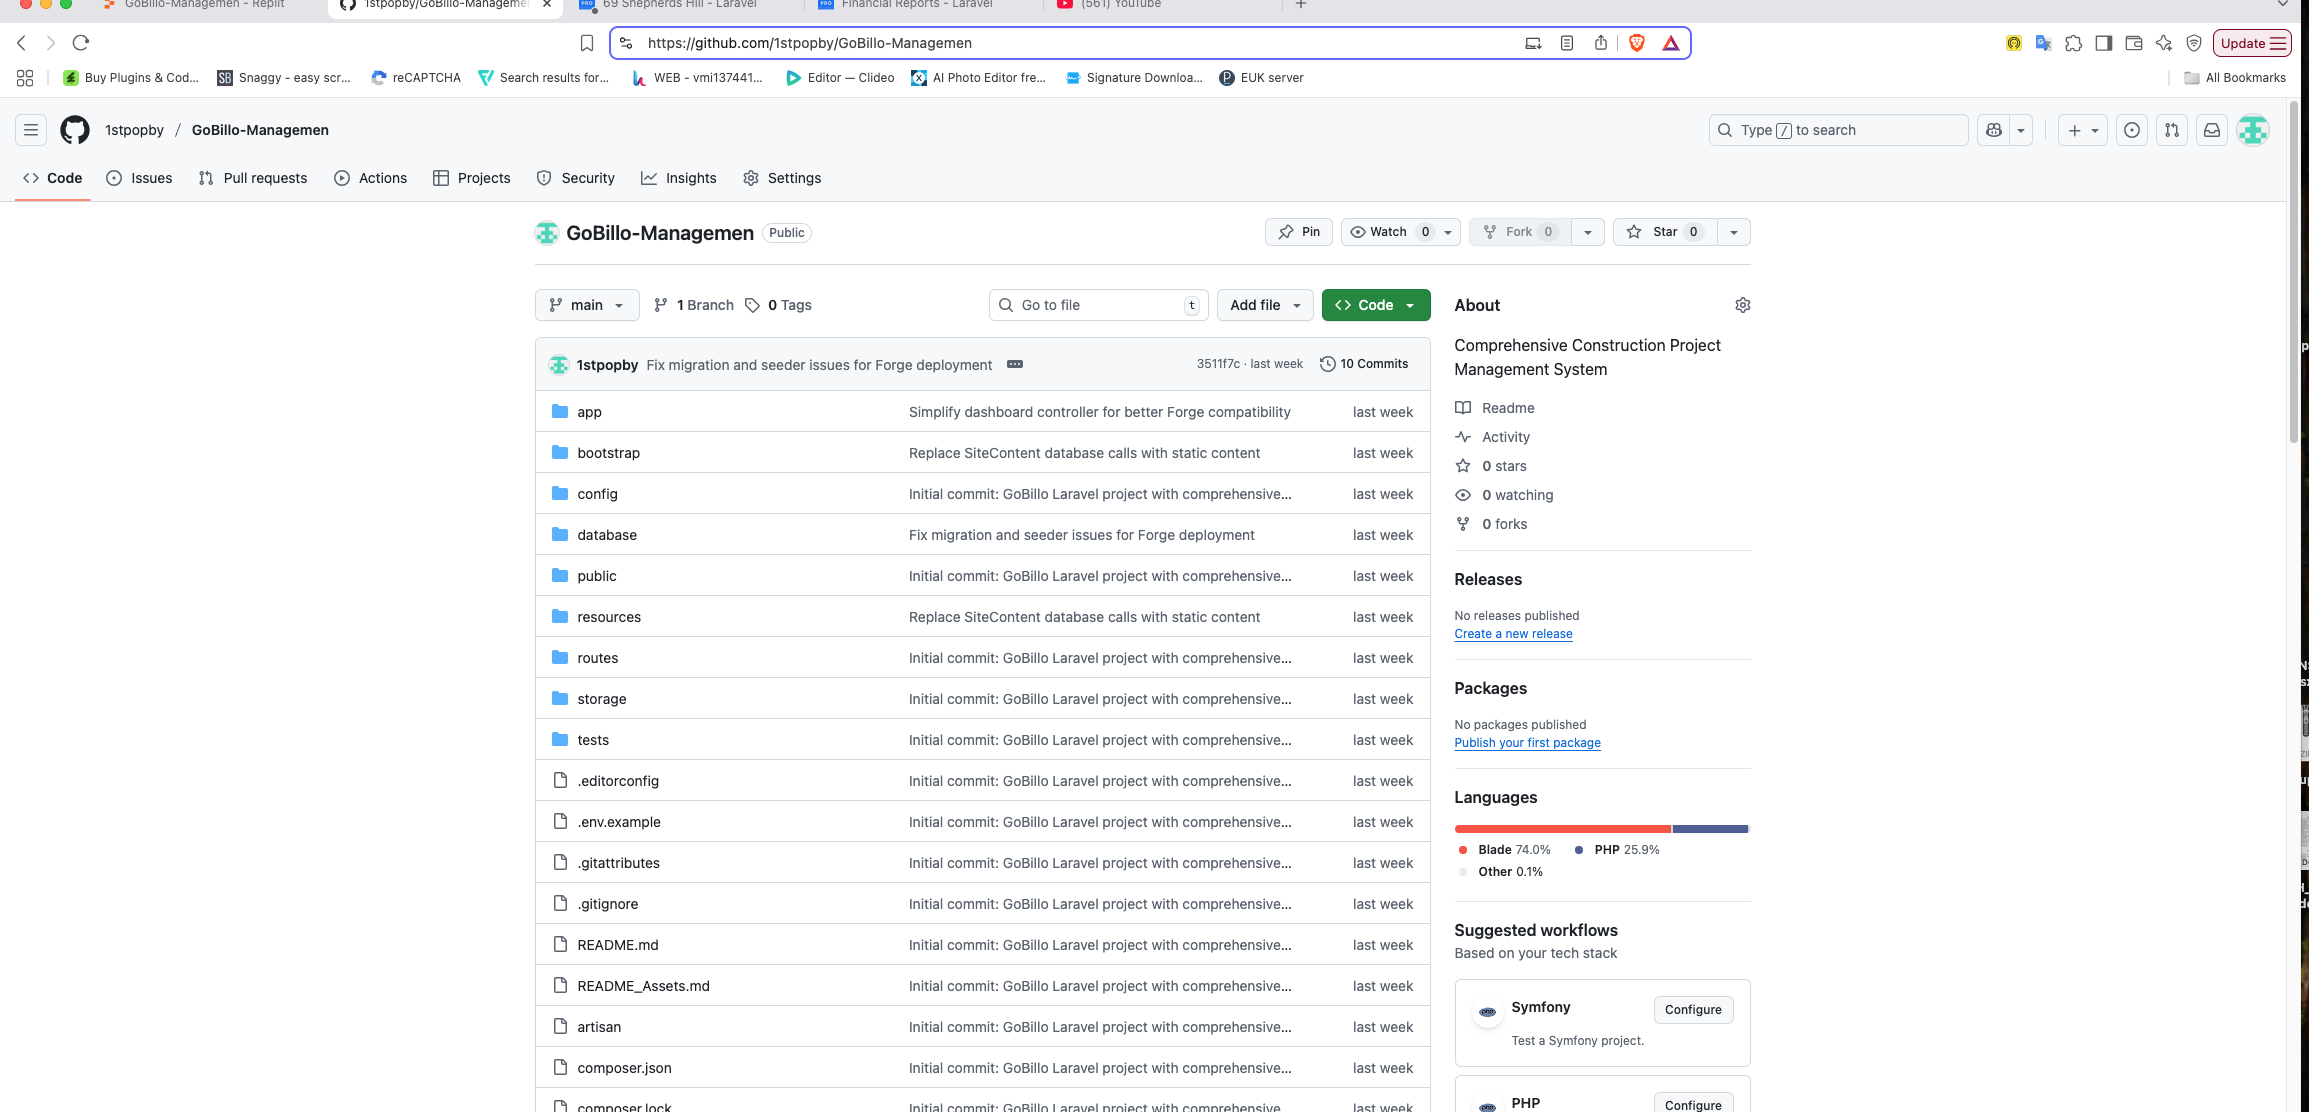 GoBillo-Managemen - Replit
1stpopby/GoBillo-Managemen
69 Shepherds Hill - Laravel
Financial Reports - Laravel
(561) YouTube
https://github.com/1stpopby/GoBillo-Managemen
Update
Buy Plugins & Cod...
Snaggy - easy scr...
reCAPTCHA
Search results for...
WEB - vmi137441...
Editor — Clideo
AI Photo Editor fre...
Signature Downloa...
EUK server
All Bookmarks
1stpopby / GoBillo-Managemen
Type / to search
Code
Issues
Pull requests
Actions
Projects
Security
Insights
Settings
GoBillo-Managemen Public
Pin
Watch 0
Fork 0
Star 0
main
1 Branch
0 Tags
Go to file t
Add file
Code
1stpopby Fix migration and seeder issues for Forge deployment 3511f7c · last week 10 Commits
app Simplify dashboard controller for better Forge compatibility last week
bootstrap Replace SiteContent database calls with static content last week
config Initial commit: GoBillo Laravel project with comprehensive... last week
database Fix migration and seeder issues for Forge deployment last week
public Initial commit: GoBillo Laravel project with comprehensive... last week
resources Replace SiteContent database calls with static content last week
routes Initial commit: GoBillo Laravel project with comprehensive... last week
storage Initial commit: GoBillo Laravel project with comprehensive... last week
tests Initial commit: GoBillo Laravel project with comprehensive... last week
.editorconfig Initial commit: GoBillo Laravel project with comprehensive... last week
.env.example Initial commit: GoBillo Laravel project with comprehensive... last week
.gitattributes Initial commit: GoBillo Laravel project with comprehensive... last week
.gitignore Initial commit: GoBillo Laravel project with comprehensive... last week
README.md Initial commit: GoBillo Laravel project with comprehensive... last week
README_Assets.md Initial commit: GoBillo Laravel project with comprehensive... last week
artisan Initial commit: GoBillo Laravel project with comprehensive... last week
composer.json Initial commit: GoBillo Laravel project with comprehensive... last week
composer.lock Initial commit: GoBillo Laravel project with comprehensive... last week
About
Comprehensive Construction Project
Management System
Readme
Activity
0 stars
0 watching
0 forks
Releases
No releases published
Create a new release
Packages
No packages published
Publish your first package
Languages
Blade 74.0%
PHP 25.9%
Other 0.1%
Suggested workflows
Based on your tech stack
php
Symfony
Configure
Test a Symfony project.
php
PHP
Configure